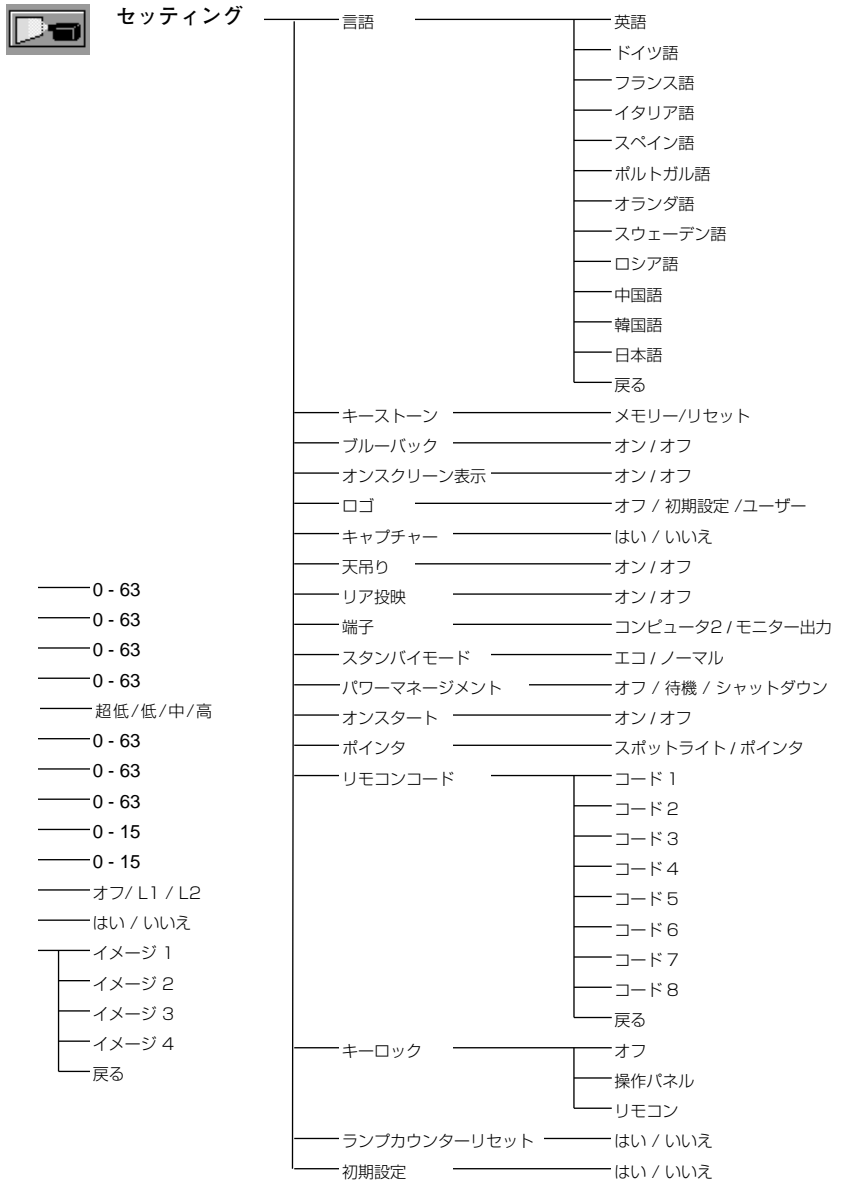 セッティング
言語
英語
ドイツ語
フランス語
イタリア語
スペイン語
ポルトガル語
オランダ語
スウェーデン語
ロシア語
中国語
韓国語
日本語
戻る
キーストーン メモリー/リセット
ブルーバック オン / オフ
オンスクリーン表示 オン / オフ
ロゴ オフ / 初期設定 /ユーザー
キャプチャー はい / いいえ
天吊り オン / オフ
リア投映 オン / オフ
端子 コンピュータ2 / モニター出力
スタンバイモード エコ / ノーマル
パワーマネージメント オフ / 待機 / シャットダウン
オンスタート オン / オフ
ポインタ スポットライト / ポインタ
リモコンコード
コード 1
コード 2
コード 3
コード 4
コード 5
コード 6
コード 7
コード 8
戻る
キーロック
オフ
操作パネル
リモコン
ランプカウンターリセット はい / いいえ
初期設定 はい / いいえ
0 - 63
0 - 63
0 - 63
0 - 63
超低/低/中/高
0 - 63
0 - 63
0 - 63
0 - 15
0 - 15
オフ/ L1 / L2
はい / いいえ
イメージ 1
イメージ 2
イメージ 3
イメージ 4
戻る